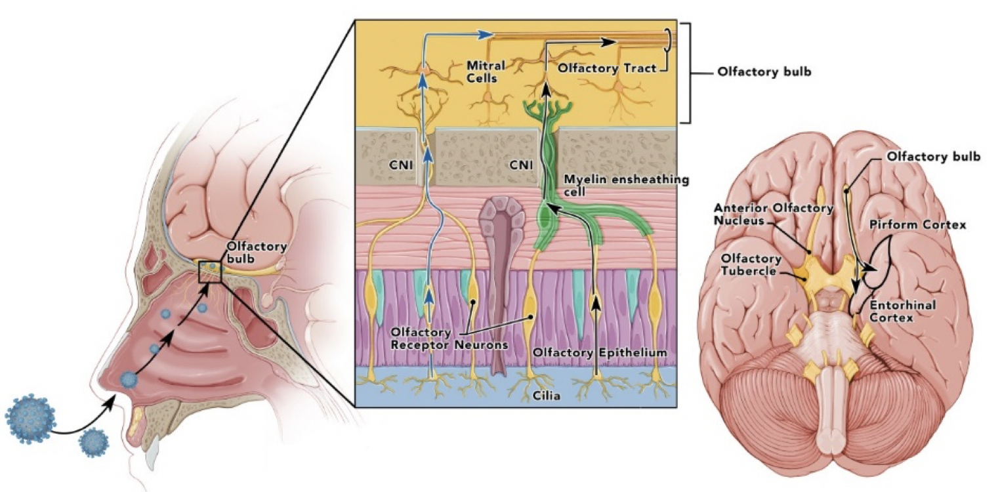 Olfactory
bulb
Mitral
Cells
Olfactory Tract
Olfactory bulb
CNI
CNI
Myelin ensheathing
cell
Olfactory
Receptor Neurons
Olfactory Epithelium
Cilia
Olfactory bulb
Anterior Olfactory
Nucleus
Pirform Cortex
Olfactory
Tubercle
Entorhinal
Cortex